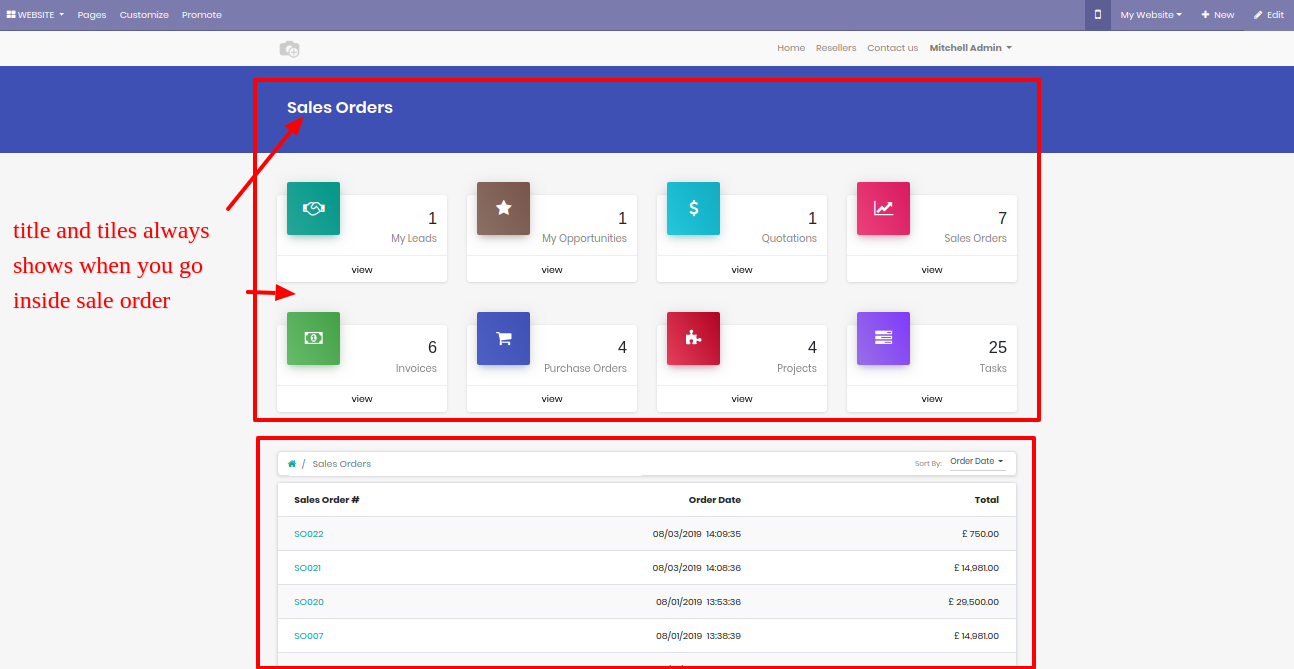 WEBSITE Pages Customize Promote My Website New Edit
Home Resellers Contact us Mitchell Admin
Sales Orders
title and tiles always
shows when you go
inside sale order
1 1 1 7
My Leads My Opportunities Quotations Sales Orders
view view view view
6 4 4 25
Invoices Purchase Orders Projects Tasks
view view view view
/ Sales Orders Sort By: Order Date
Sales Order # Order Date Total
SO022 08/03/2019 14:09:35 £ 750.00
SO021 08/03/2019 14:08:36 £ 14,981.00
SO020 08/01/2019 13:53:36 £ 29,500.00
SO007 08/01/2019 13:38:39 £ 14,981.00